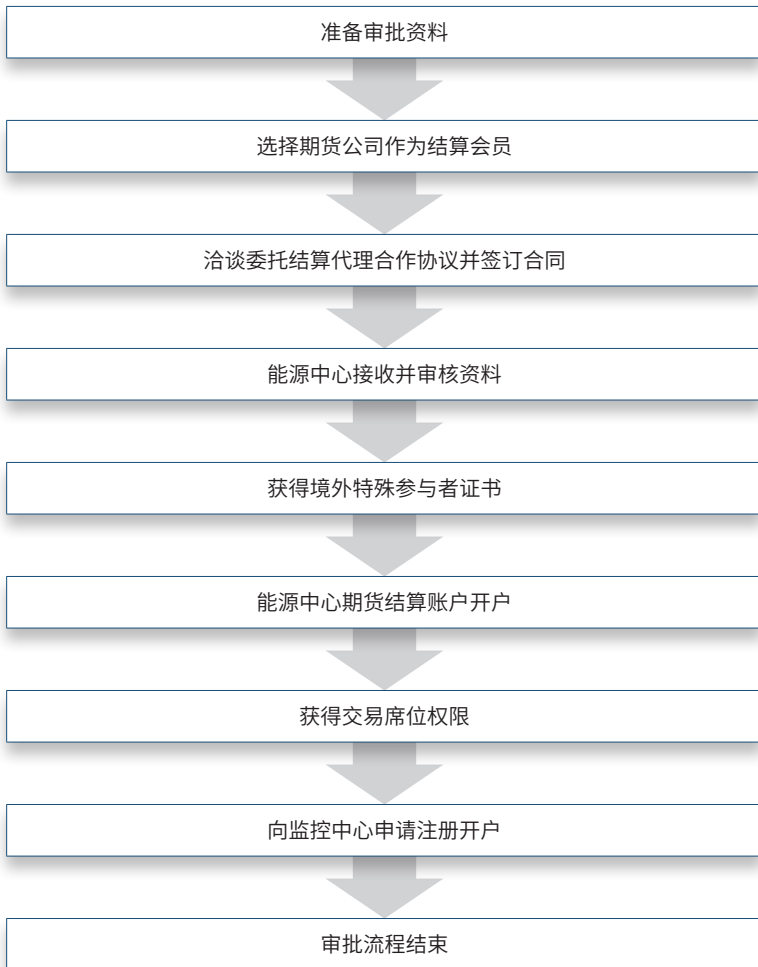 准备审批资料
选择期货公司作为结算会员
洽谈委托结算代理合作协议并签订合同
能源中心接收并审核资料
获得境外特殊参与者证书
能源中心期货结算账户开户
获得交易席位权限
向监控中心申请注册开户
审批流程结束